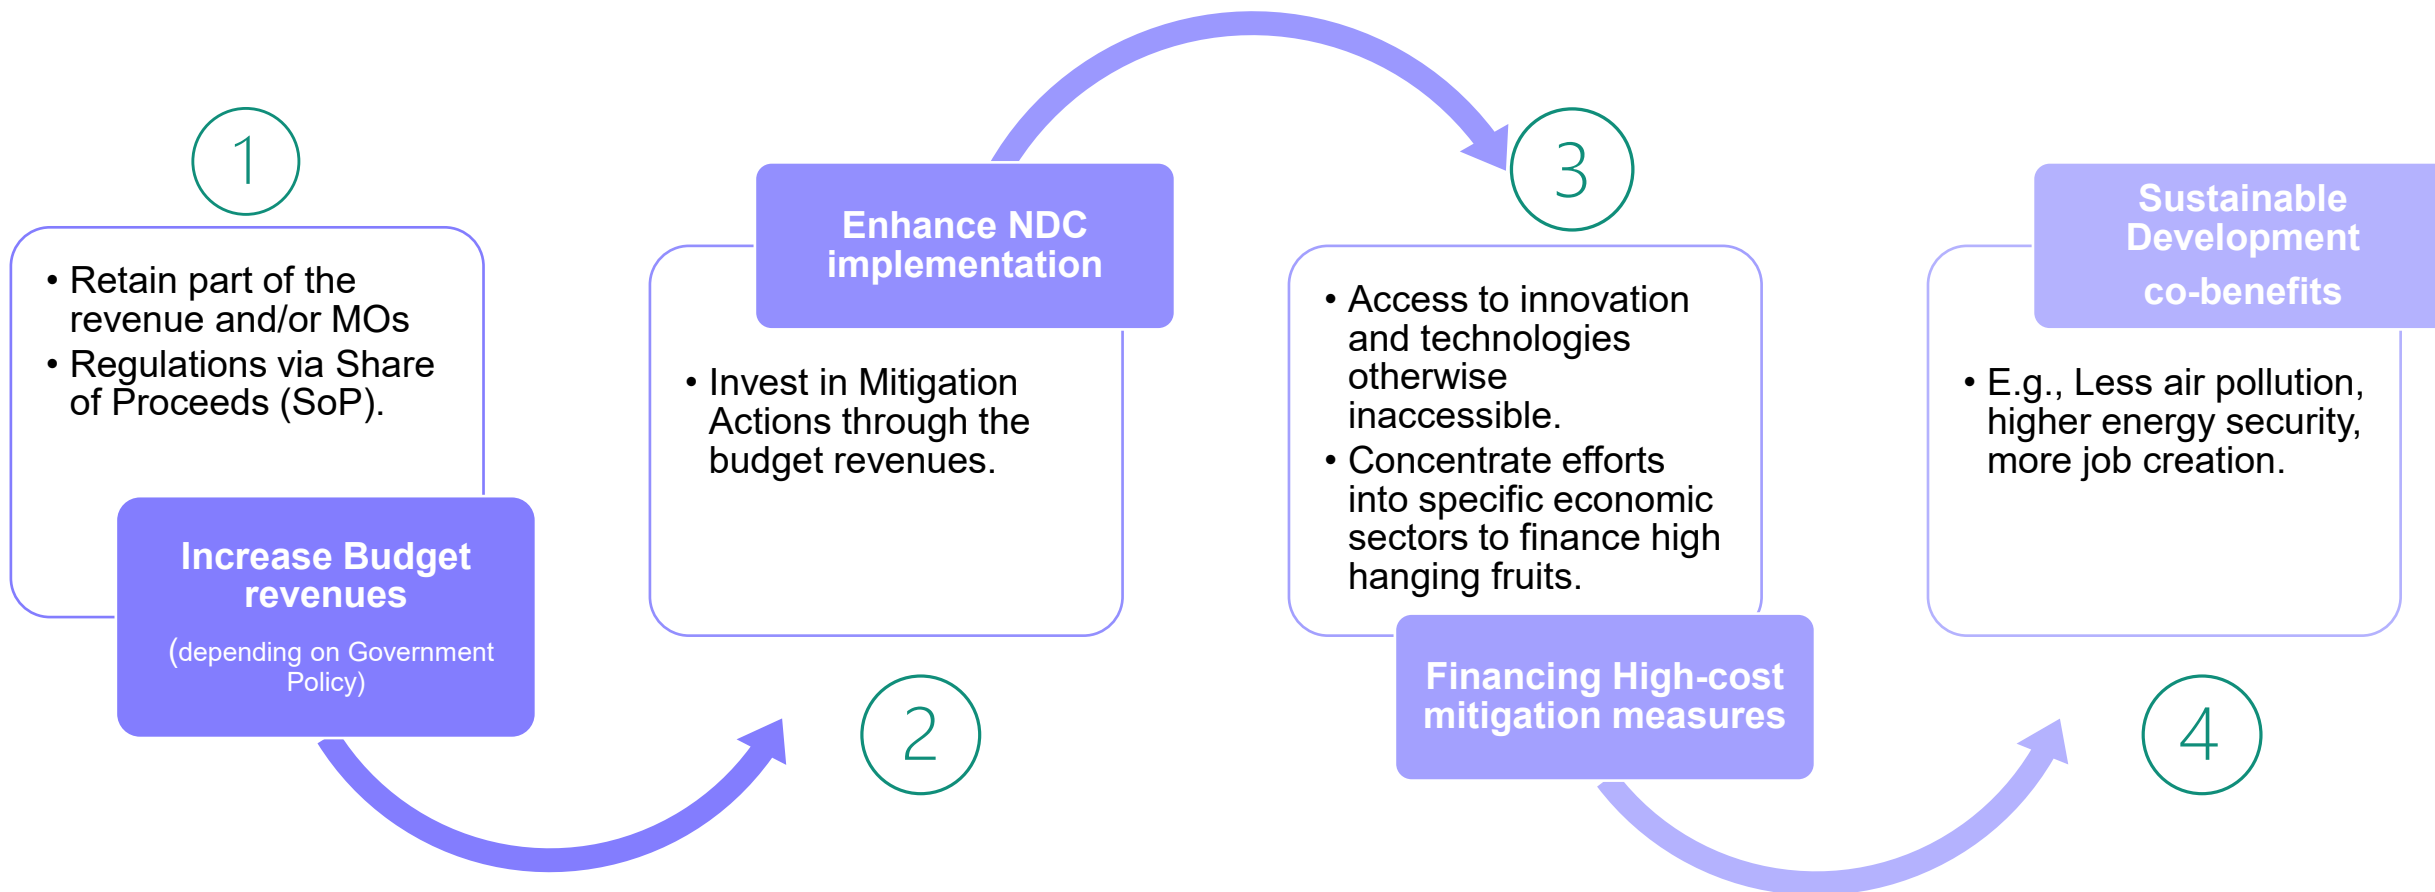 1
• Retain part of the
revenue and/or MOs
• Regulations via Share
of Proceeds (SoP).
Increase Budget
revenues
(depending on Government
Policy)
Enhance NDC
implementation
• Invest in Mitigation
Actions through the
budget revenues.
2
3
• Access to innovation
and technologies
otherwise
inaccessible.
• Concentrate efforts
into specific economic
sectors to finance high
hanging fruits.
Financing High-cost
mitigation measures
Sustainable
Development
co-benefits
• E.g., Less air pollution,
higher energy security,
more job creation.
4